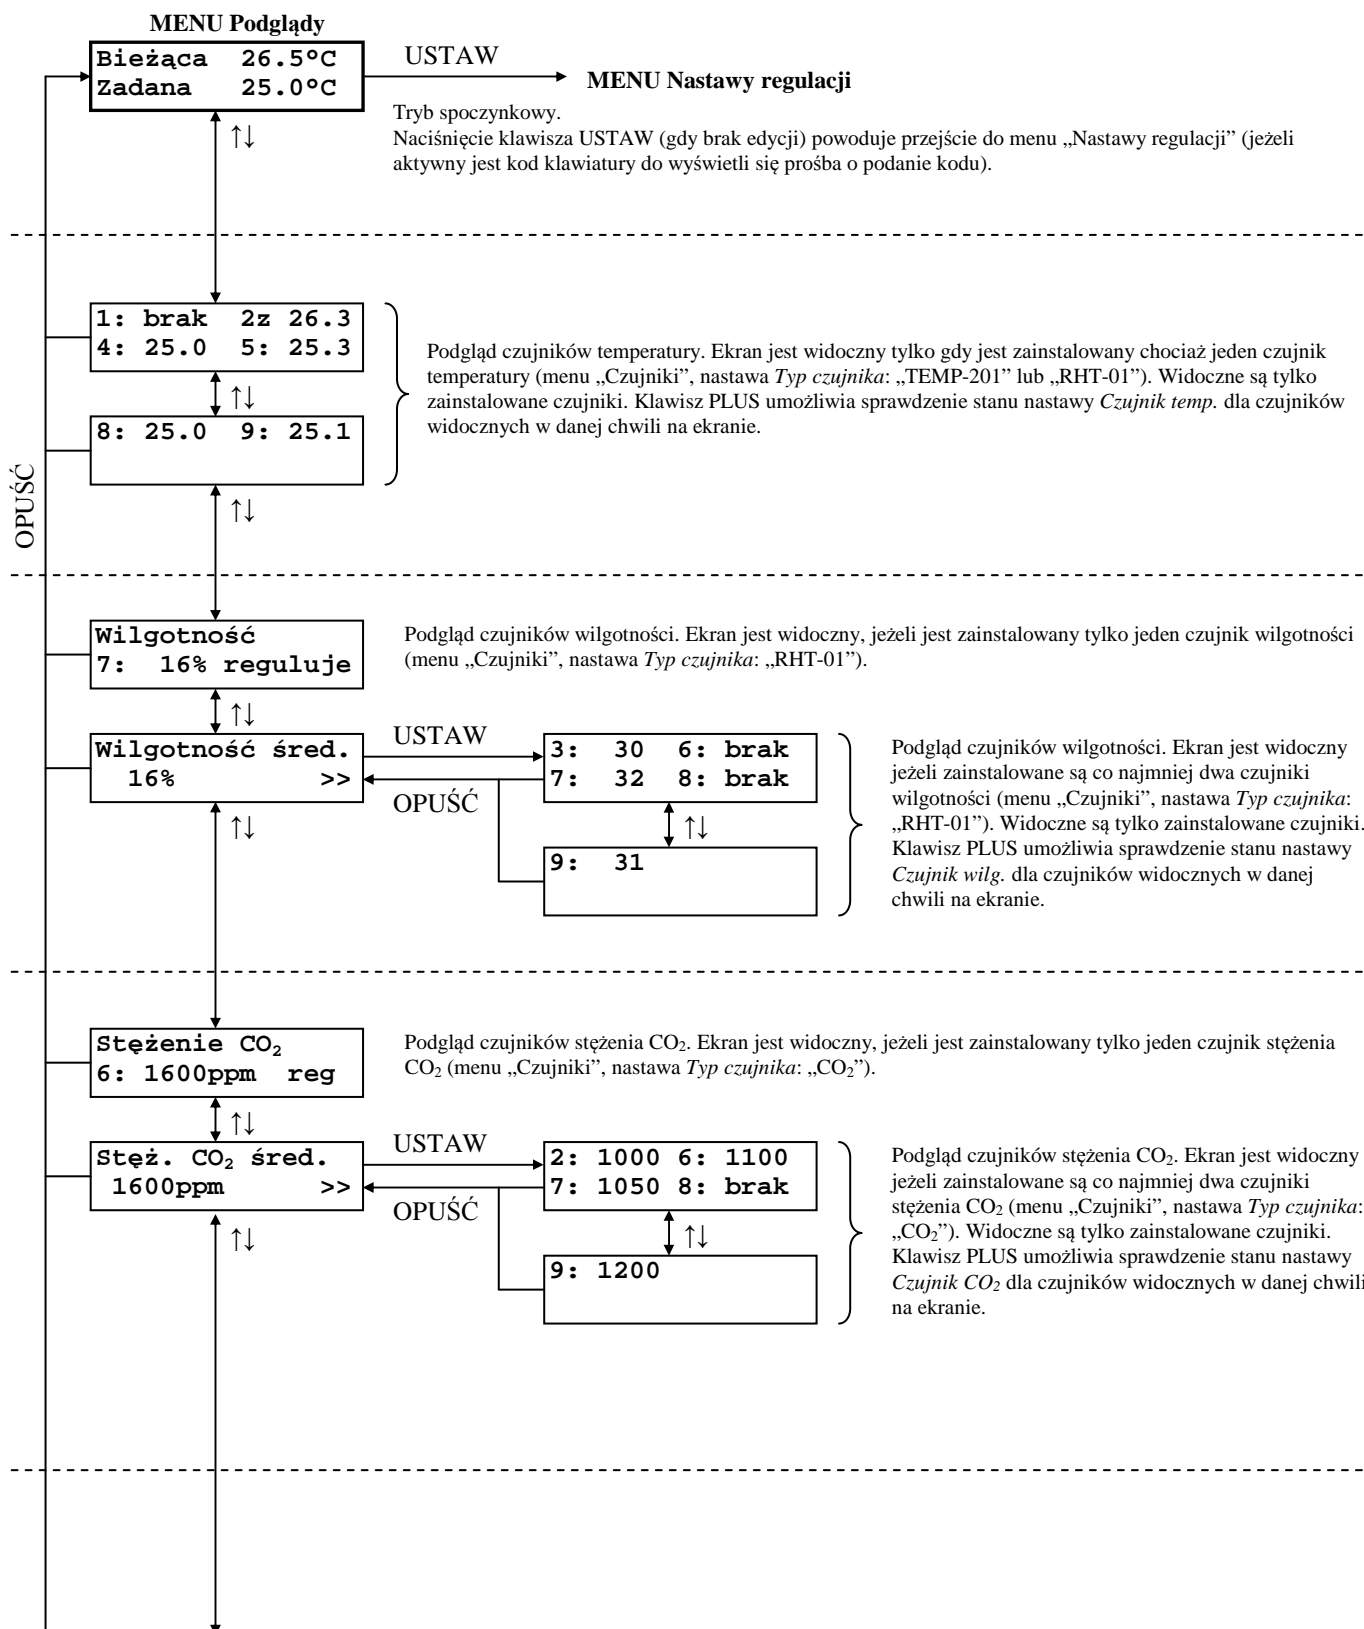 MENU Podglądy
Bieżąca 26.5°C
Zadana 25.0°C
USTAW
MENU Nastawy regulacji
↑↓
Tryb spoczynkowy.
Naciśnięcie klawisza USTAW (gdy brak edycji) powoduje przejście do menu „Nastawy regulacji” (jeżeli
aktywny jest kod klawiatury do wyświetli się prośba o podanie kodu).
1: brak 2z 26.3
4: 25.0 5: 25.3
↑↓
8: 25.0 9: 25.1
Podgląd czujników temperatury. Ekran jest widoczny tylko gdy jest zainstalowany chociaż jeden czujnik
temperatury (menu „Czujniki”, nastawa Typ czujnika: „TEMP-201” lub „RHT-01”). Widoczne są tylko
zainstalowane czujniki. Klawisz PLUS umożliwia sprawdzenie stanu nastawy Czujnik temp. dla czujników
widocznych w danej chwili na ekranie.
OPUŚĆ
↑↓
Wilgotność
7: 16% reguluje
Podgląd czujników wilgotności. Ekran jest widoczny, jeżeli jest zainstalowany tylko jeden czujnik wilgotności
(menu „Czujniki”, nastawa Typ czujnika: „RHT-01”).
↑↓
Wilgotność śred.
16% >>
USTAW
OPUŚĆ
↑↓
3: 30 6: brak
7: 32 8: brak
↑↓
9: 31
Podgląd czujników wilgotności. Ekran jest widoczny
jeżeli zainstalowane są co najmniej dwa czujniki
wilgotności (menu „Czujniki”, nastawa Typ czujnika:
„RHT-01”). Widoczne są tylko zainstalowane czujniki.
Klawisz PLUS umożliwia sprawdzenie stanu nastawy
Czujnik wilg. dla czujników widocznych w danej
chwili na ekranie.
Stężenie CO₂
6: 1600ppm reg
Podgląd czujników stężenia CO₂. Ekran jest widoczny, jeżeli jest zainstalowany tylko jeden czujnik stężenia
CO₂ (menu „Czujniki”, nastawa Typ czujnika: „CO₂”).
↑↓
Stęż. CO₂ śred.
1600ppm >>
USTAW
OPUŚĆ
↑↓
2: 1000 6: 1100
7: 1050 8: brak
↑↓
9: 1200
Podgląd czujników stężenia CO₂. Ekran jest widoczny
jeżeli zainstalowane są co najmniej dwa czujniki
stężenia CO₂ (menu „Czujniki”, nastawa Typ czujnika:
„CO₂”). Widoczne są tylko zainstalowane czujniki.
Klawisz PLUS umożliwia sprawdzenie stanu nastawy
Czujnik CO₂ dla czujników widocznych w danej chwili
na ekranie.